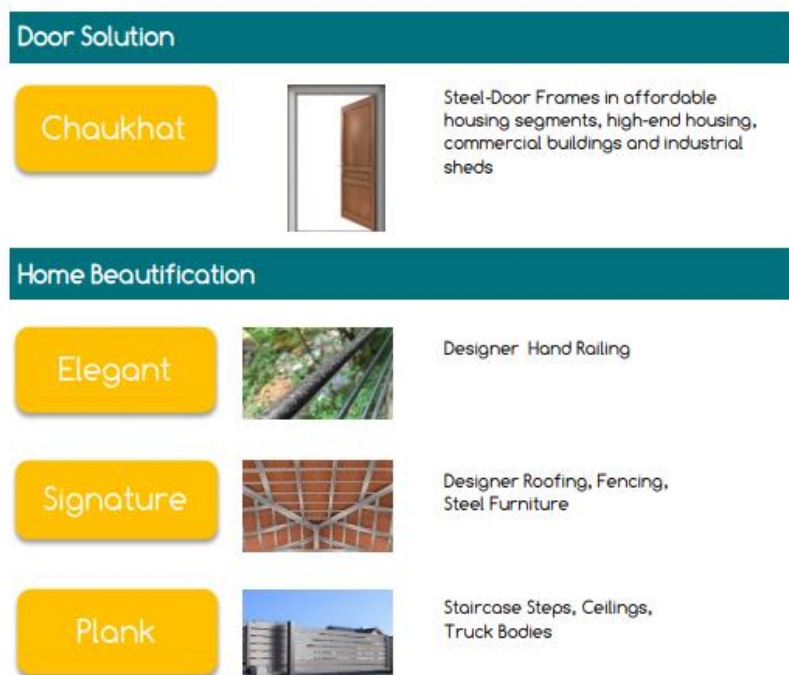 Door Solution
Chaukhat
Steel-Door Frames in affordable
housing segments, high-end housing,
commercial buildings and industrial
sheds
Home Beautification
Elegant
Designer Hand Railing
Signature
Designer Roofing, Fencing,
Steel Furniture
Plank
Staircase Steps, Ceilings,
Truck Bodies